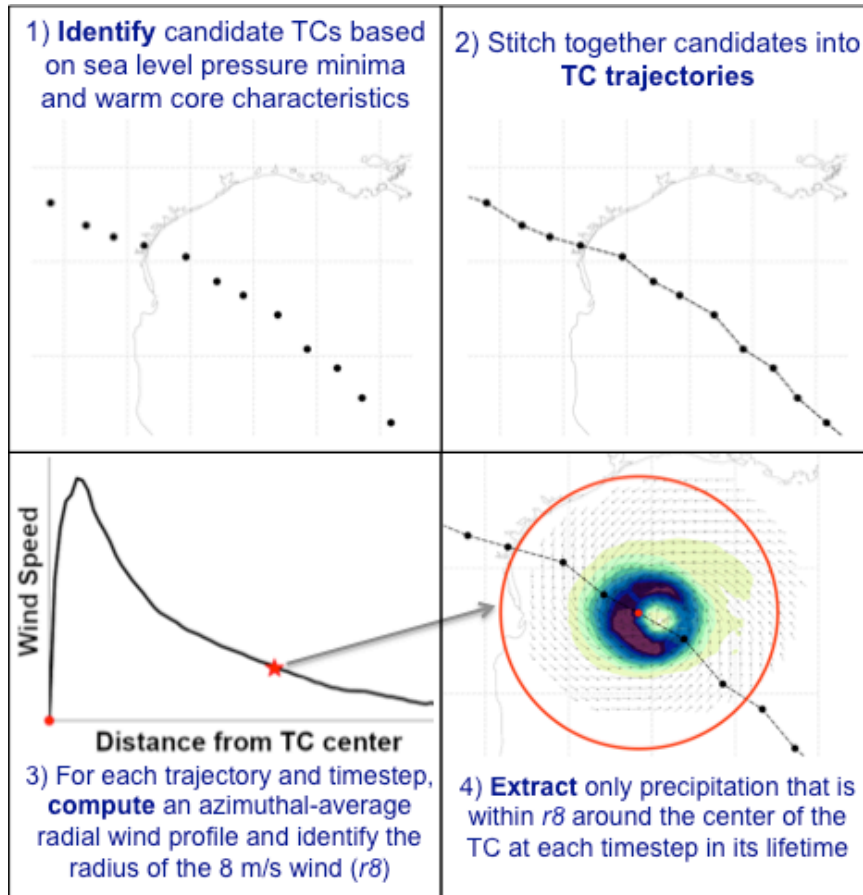 1) Identify candidate TCs based
on sea level pressure minima
and warm core characteristics
2) Stitch together candidates into
TC trajectories
Wind Speed
Distance from TC center
3) For each trajectory and timestep,
compute an azimuthal-average
radial wind profile and identify the
radius of the 8 m/s wind (r8)
4) Extract only precipitation that is
within r8 around the center of the
TC at each timestep in its lifetime